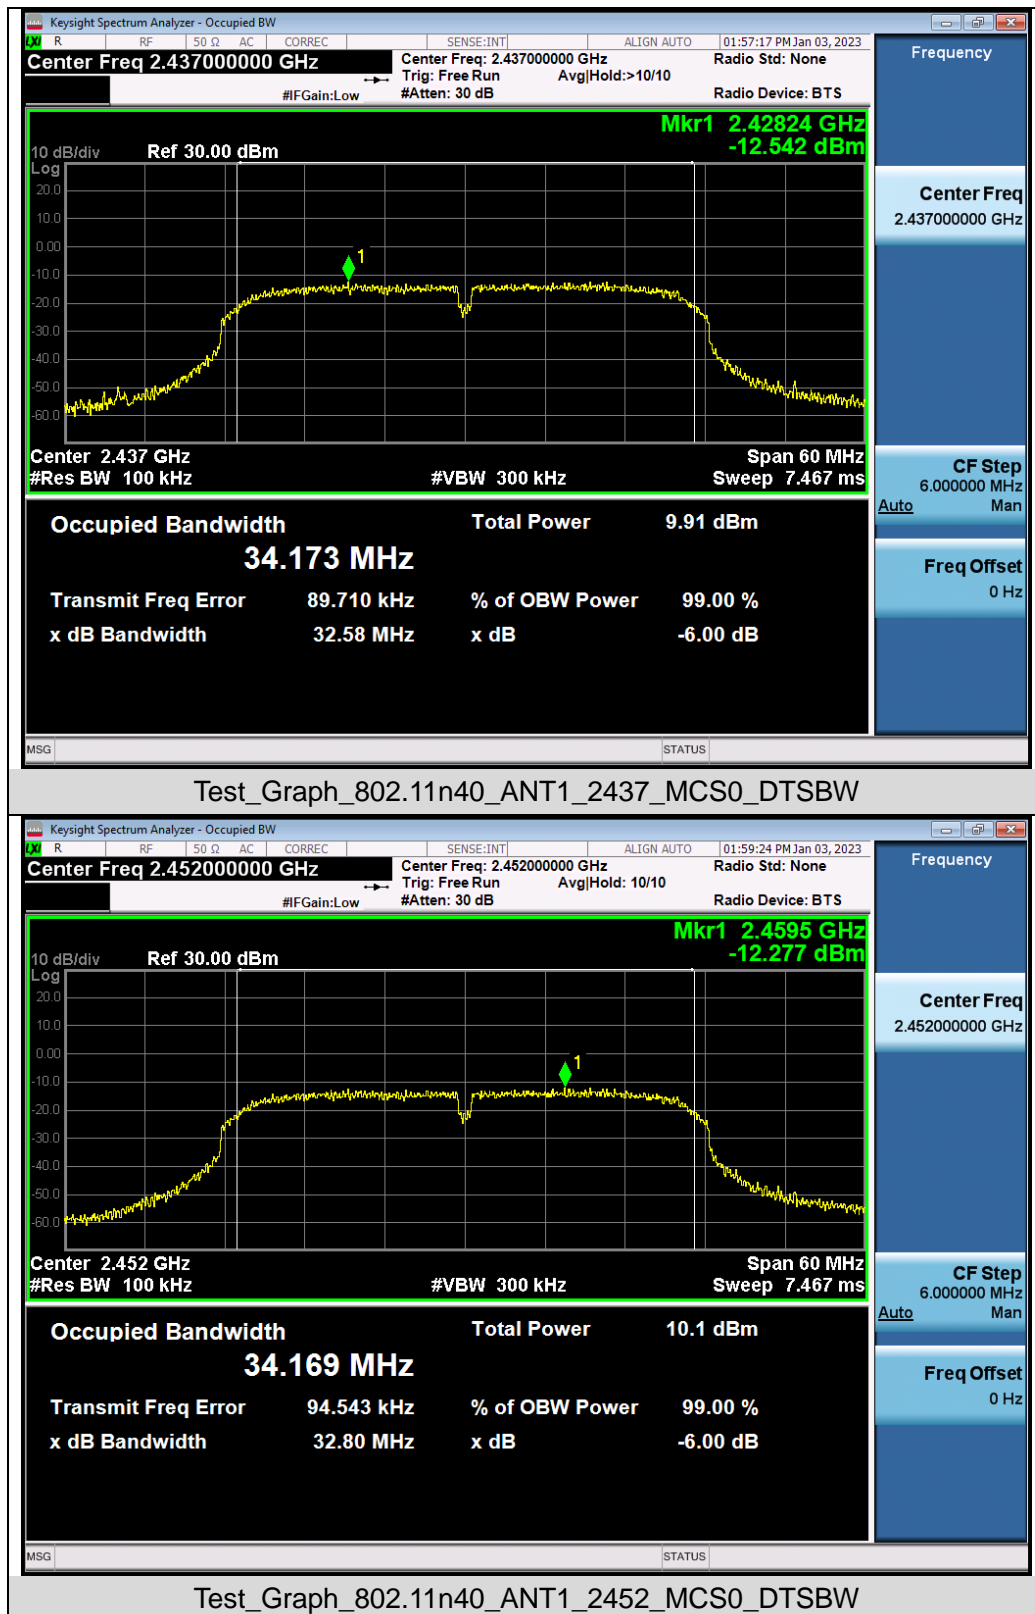 Keysight Spectrum Analyzer - Occupied BW
LXI R RF 50 Ω AC CORREC SENSE:INT ALIGN AUTO 01:57:17 PM Jan 03, 2023
Center Freq 2.437000000 GHz
Center Freq: 2.437000000 GHz
Radio Std: None
Trig: Free Run Avg|Hold:>10/10
#IFGain:Low
#Atten: 30 dB
Radio Device: BTS
Frequency
Mkr1 2.42824 GHz
-12.542 dBm
10 dB/div Ref 30.00 dBm
Log
20.0
10.0
0.00
-10.0
-20.0
-30.0
-40.0
-50.0
-60.0
1
Center 2.437 GHz Span 60 MHz
#Res BW 100 kHz #VBW 300 kHz Sweep 7.467 ms
Center Freq
2.437000000 GHz
CF Step
6.000000 MHz
Auto Man
Freq Offset
0 Hz
Occupied Bandwidth Total Power 9.91 dBm
34.173 MHz
Transmit Freq Error 89.710 kHz % of OBW Power 99.00 %
x dB Bandwidth 32.58 MHz x dB -6.00 dB
MSG STATUS
Test_Graph_802.11n40_ANT1_2437_MCS0_DTSBW
Keysight Spectrum Analyzer - Occupied BW
LXI R RF 50 Ω AC CORREC SENSE:INT ALIGN AUTO 01:59:24 PM Jan 03, 2023
Center Freq 2.452000000 GHz
Center Freq: 2.452000000 GHz
Radio Std: None
Trig: Free Run Avg|Hold: 10/10
#IFGain:Low
#Atten: 30 dB
Radio Device: BTS
Frequency
Mkr1 2.4595 GHz
-12.277 dBm
10 dB/div Ref 30.00 dBm
Log
20.0
10.0
0.00
-10.0
-20.0
-30.0
-40.0
-50.0
-60.0
1
Center 2.452 GHz Span 60 MHz
#Res BW 100 kHz #VBW 300 kHz Sweep 7.467 ms
Center Freq
2.452000000 GHz
CF Step
6.000000 MHz
Auto Man
Freq Offset
0 Hz
Occupied Bandwidth Total Power 10.1 dBm
34.169 MHz
Transmit Freq Error 94.543 kHz % of OBW Power 99.00 %
x dB Bandwidth 32.80 MHz x dB -6.00 dB
MSG STATUS
Test_Graph_802.11n40_ANT1_2452_MCS0_DTSBW